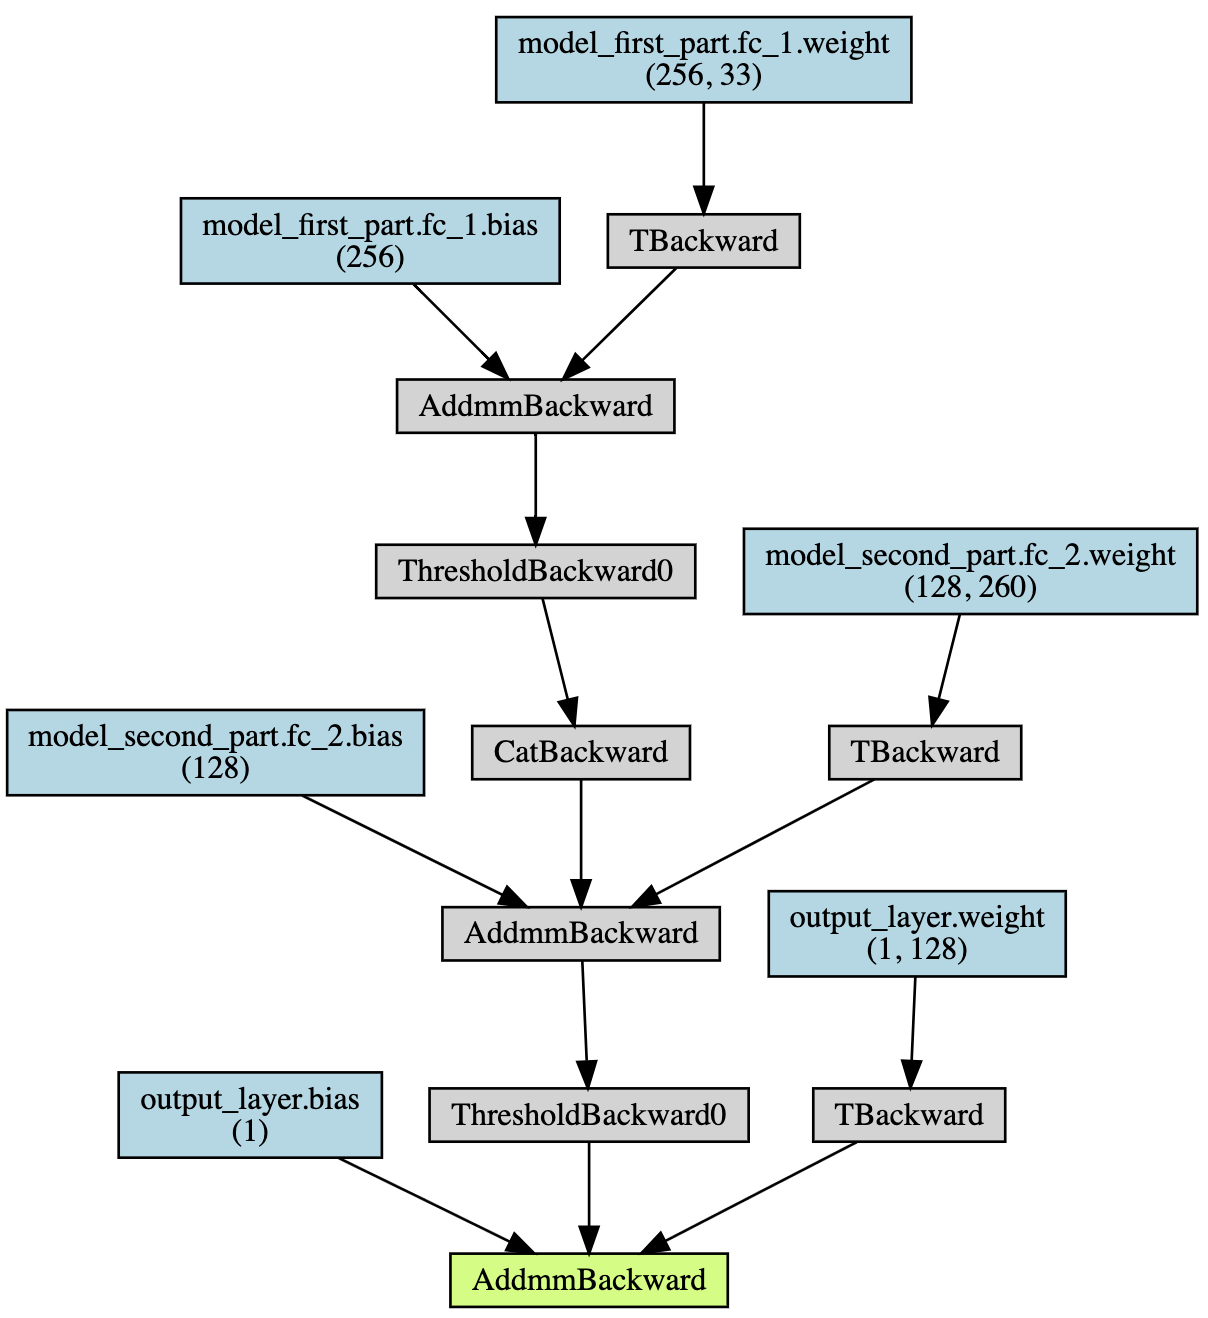 model_first_part.fc_1.weight
(256, 33)
model_first_part.fc_1.bias
(256)
TBackward
AddmmBackward
ThresholdBackward0
model_second_part.fc_2.weight
(128, 260)
model_second_part.fc_2.bias
(128)
CatBackward
TBackward
AddmmBackward
output_layer.weight
(1, 128)
output_layer.bias
(1)
ThresholdBackward0
TBackward
AddmmBackward